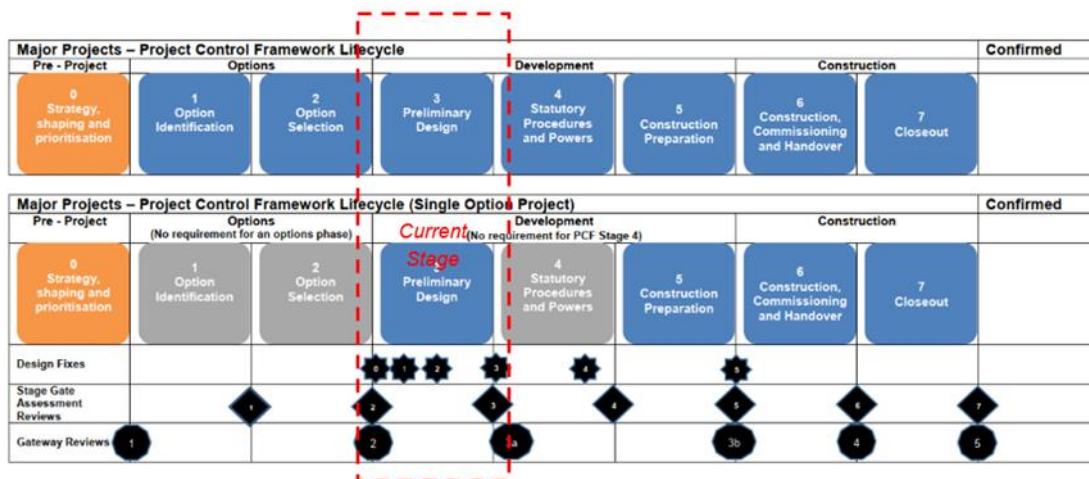 Major Projects – Project Control Framework Lifecycle
Confirmed
Pre - Project
Options
Development
Construction
0
Strategy,
shaping and
prioritisation
1
Option
Identification
2
Option
Selection
3
Preliminary
Design
4
Statutory
Procedures
and Powers
5
Construction
Preparation
6
Construction,
Commissioning
and Handover
7
Closeout
Major Projects – Project Control Framework Lifecycle (Single Option Project)
Confirmed
Pre - Project
Options
(No requirement for an options phase)
Development
(No requirement for PCF Stage 4)
Construction
Current
Stage
0
Strategy,
shaping and
prioritisation
1
Option
Identification
2
Option
Selection
Preliminary
Design
4
Statutory
Procedures
and Powers
5
Construction
Preparation
6
Construction,
Commissioning
and Handover
7
Closeout
Design Fixes
0 1 2 3 4 5
Stage Gate
Assessment
Reviews
1 2 3 4 5 6 7
Gateway Reviews
1 2 3a 3b 4 5